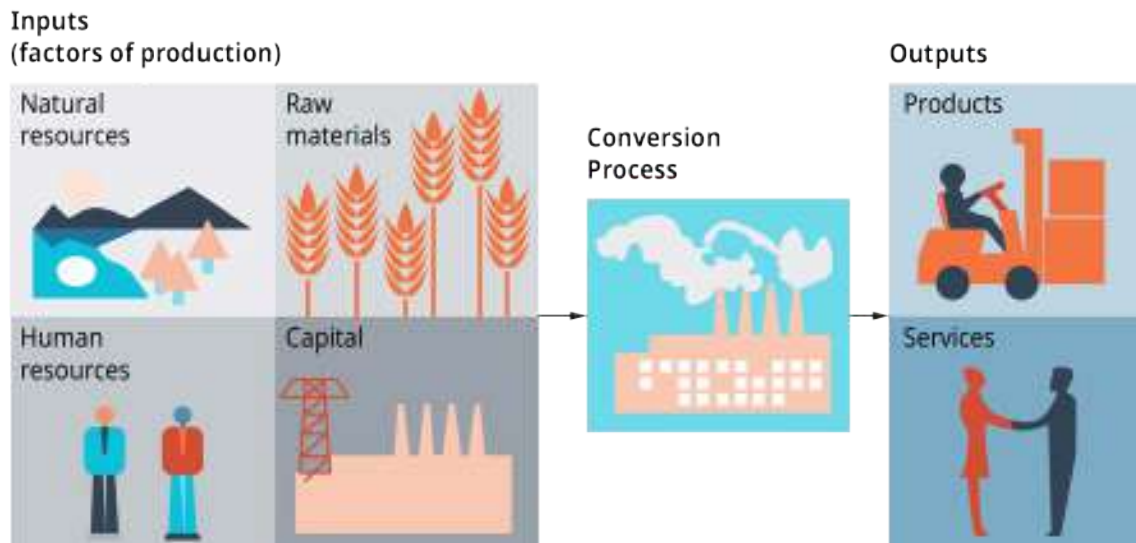 Inputs
(factors of production)
Natural
resources
Raw
materials
Human
resources
Capital
Conversion
Process
Outputs
Products
Services